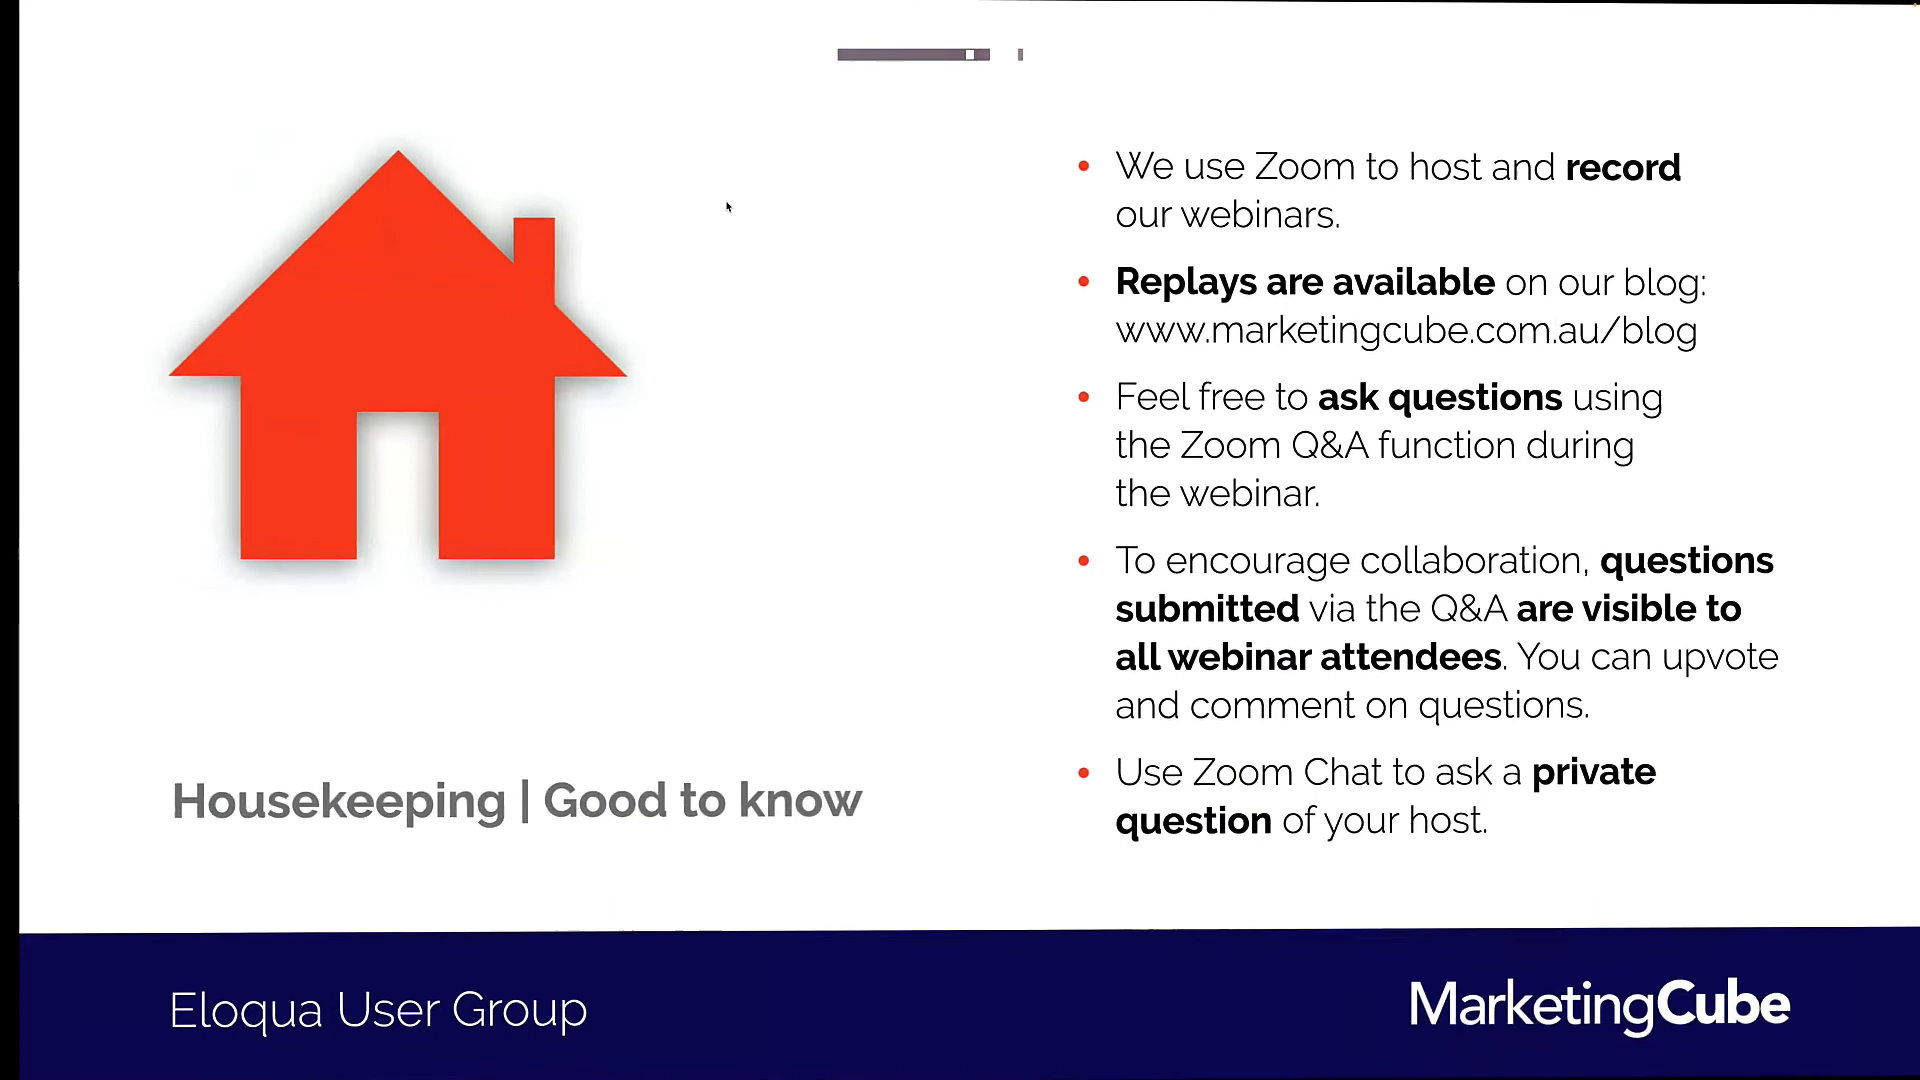 We use Zoom to host and record
our webinars.
Replays are available on our blog:
www.marketingcube.com.au/blog
Feel free to ask questions using
the Zoom Q&A function during
the webinar.
To encourage collaboration, questions
submitted via the Q&A are visible to
all webinar attendees. You can upvote
and comment on questions.
Use Zoom Chat to ask a private
question of your host.
Housekeeping | Good to know
Eloqua User Group
MarketingCube